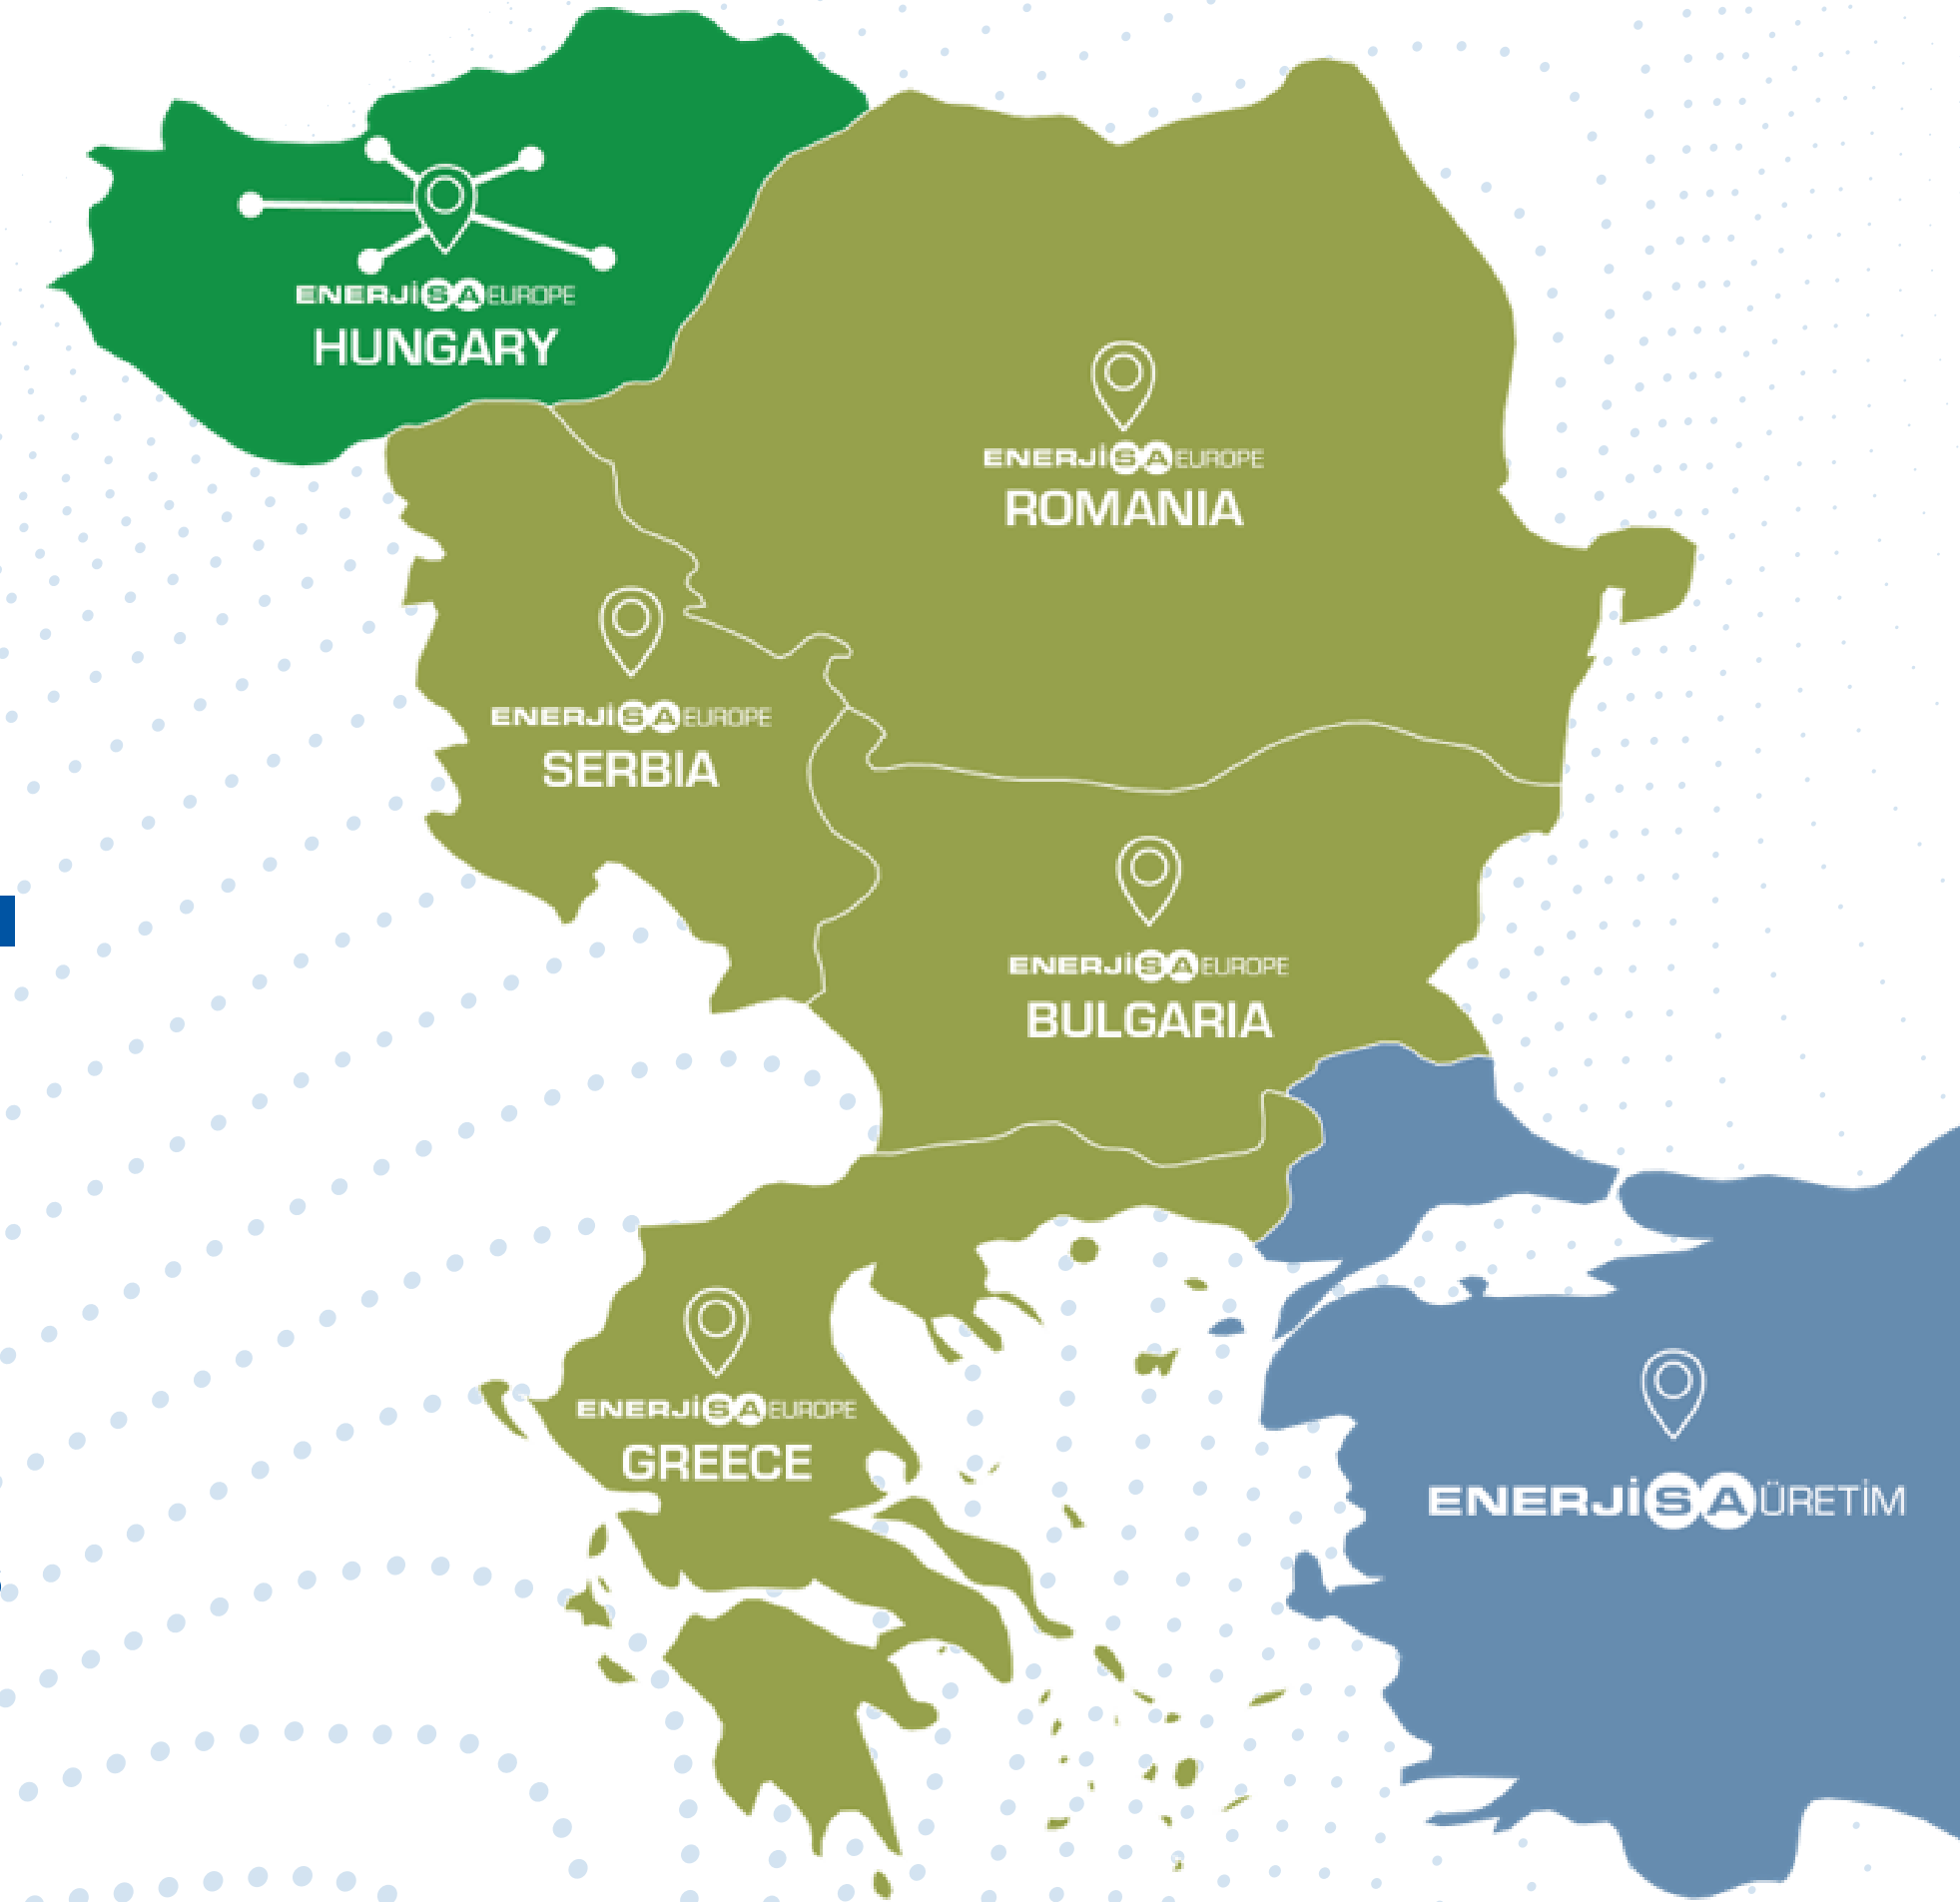 ENERJİSA EUROPE
HUNGARY
ENERJİSA EUROPE
ROMANIA
ENERJİSA EUROPE
SERBIA
ENERJİSA EUROPE
BULGARIA
ENERJİSA EUROPE
GREECE
ENERJİSA ÜRETİM